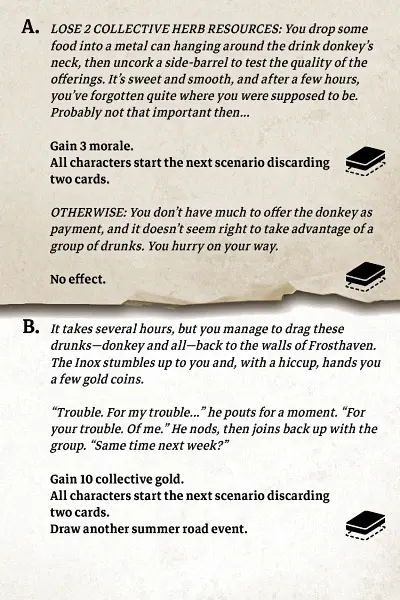 A. LOSE 2 COLLECTIVE HERB RESOURCES: You drop some
food into a metal can hanging around the drink donkey’s
neck, then uncork a side-barrel to test the quality of the
offerings. It’s sweet and smooth, and after a few hours,
you’ve forgotten quite where you were supposed to be.
Probably not that important then...
Gain 3 morale.
All characters start the next scenario discarding
two cards.
OTHERWISE: You don’t have much to offer the donkey as
payment, and it doesn’t seem right to take advantage of a
group of drunks. You hurry on your way.
No effect.
B. It takes several hours, but you manage to drag these
drunks—donkey and all—back to the walls of Frosthaven.
The Inox stumbles up to you and, with a hiccup, hands you
a few gold coins.
“Trouble. For my trouble...” he pouts for a moment. “For
your trouble. Of me.” He nods, then joins back up with the
group. “Same time next week?”
Gain 10 collective gold.
All characters start the next scenario discarding
two cards.
Draw another summer road event.